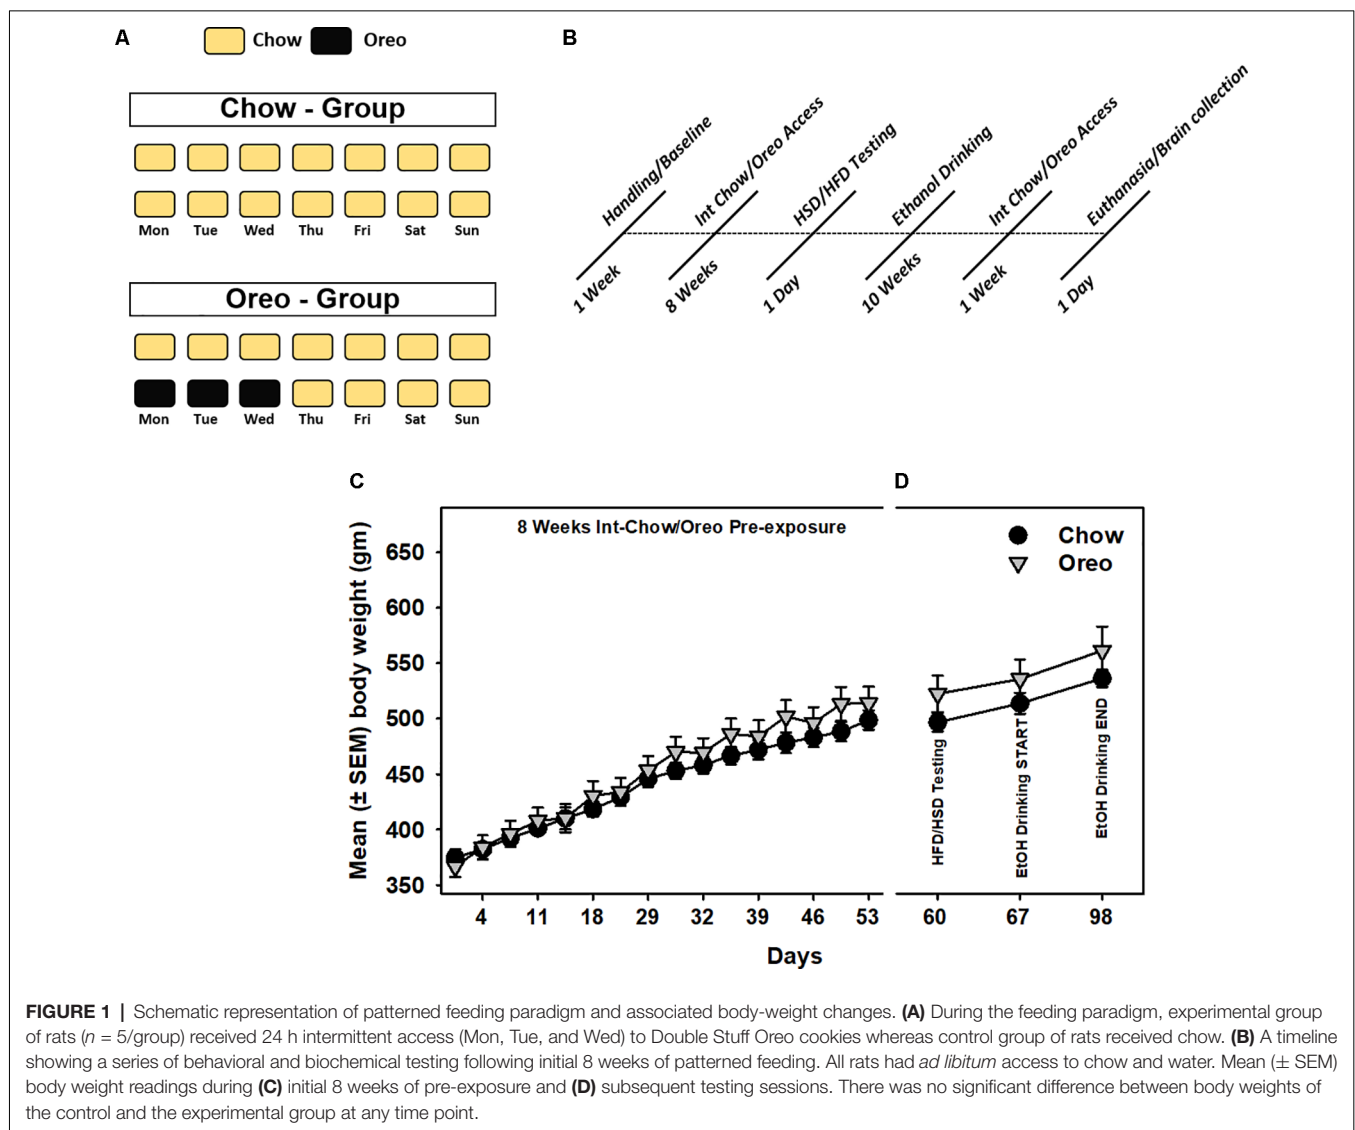 A
Chow
Oreo
Chow - Group
Mon Tue Wed Thu Fri Sat Sun
Oreo - Group
Mon Tue Wed Thu Fri Sat Sun
B
Handling/Baseline
Int Chow/Oreo Access
HSD/HFD Testing
Ethanol Drinking
Int Chow/Oreo Access
Euthanasia/Brain collection
1 Week
8 Weeks
1 Day
10 Weeks
1 Week
1 Day
C
8 Weeks Int-Chow/Oreo Pre-exposure
Mean (± SEM) body weight (gm)
650
600
550
500
450
400
350
4 11 18 29 32 39 46 53
D
Chow
Oreo
HFD/HSD Testing
EtOH Drinking START
EtOH Drinking END
60 67 98
Days
FIGURE 1 | Schematic representation of patterned feeding paradigm and associated body-weight changes. (A) During the feeding paradigm, experimental group
of rats (n = 5/group) received 24 h intermittent access (Mon, Tue, and Wed) to Double Stuff Oreo cookies whereas control group of rats received chow. (B) A timeline
showing a series of behavioral and biochemical testing following initial 8 weeks of patterned feeding. All rats had ad libitum access to chow and water. Mean (± SEM)
body weight readings during (C) initial 8 weeks of pre-exposure and (D) subsequent testing sessions. There was no significant difference between body weights of
the control and the experimental group at any time point.